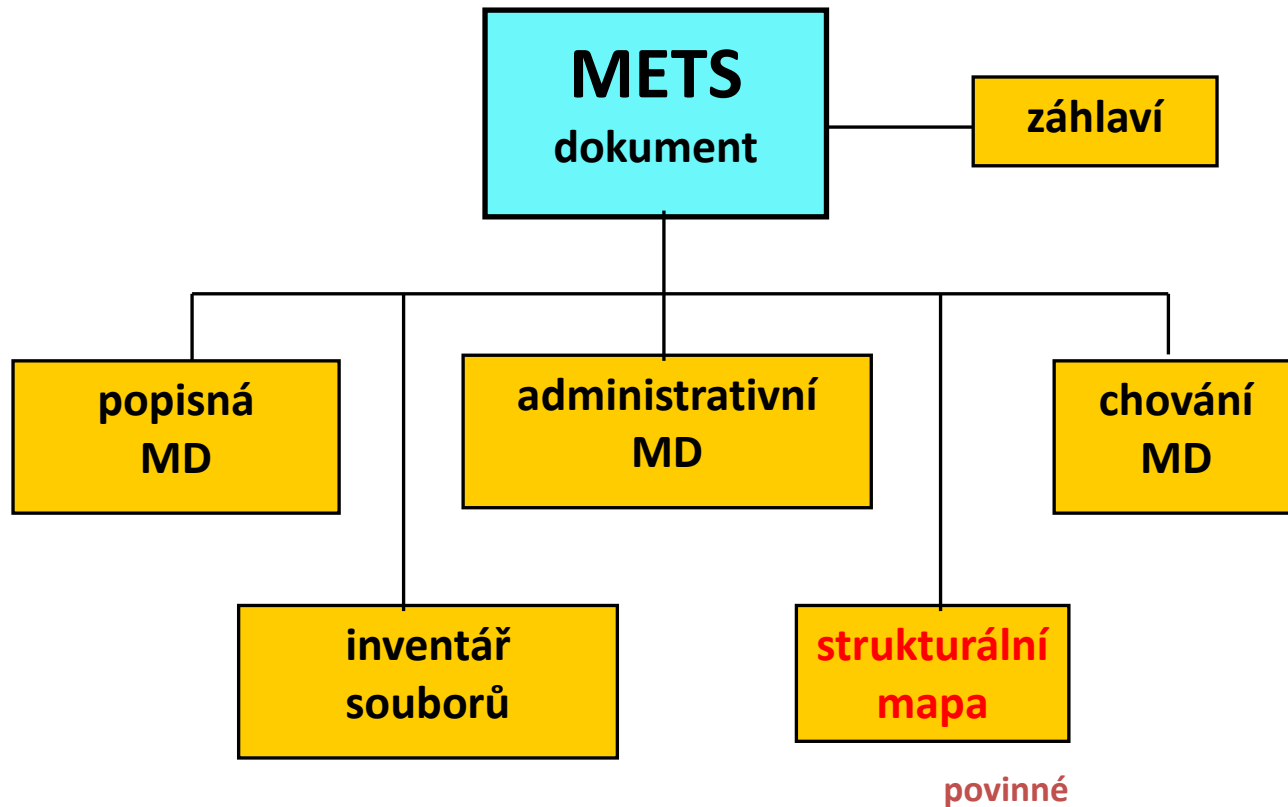 METS
dokument
záhlaví
popisná
MD
administrativní
MD
chování
MD
inventář
souborů
strukturální
mapa
povinné